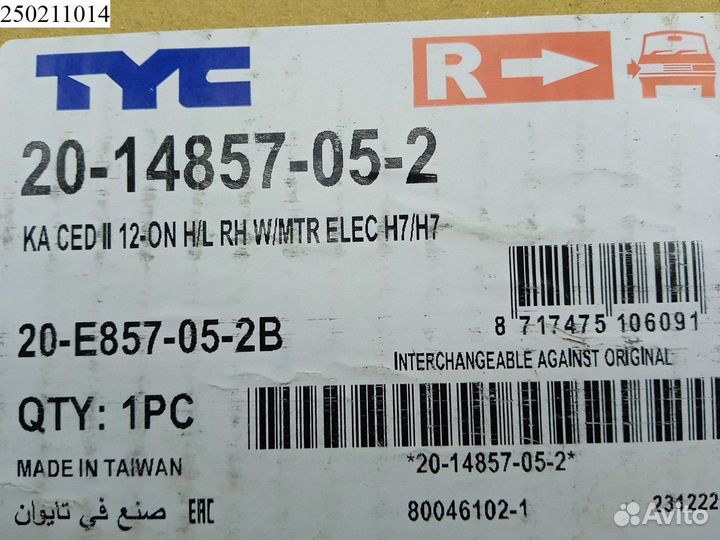 250211014
TYC
R
20-14857-05-2
KA CED II 12-ON H/L RH W/MTR ELEC H7/H7
8 717475 106091
20-E857-05-2B
INTERCHANGEABLE AGAINST ORIGINAL
QTY: 1PC
MADE IN TAIWAN
*20-14857-05-2*
صنع في تايوان EAC
80046102-1
231222
Avito